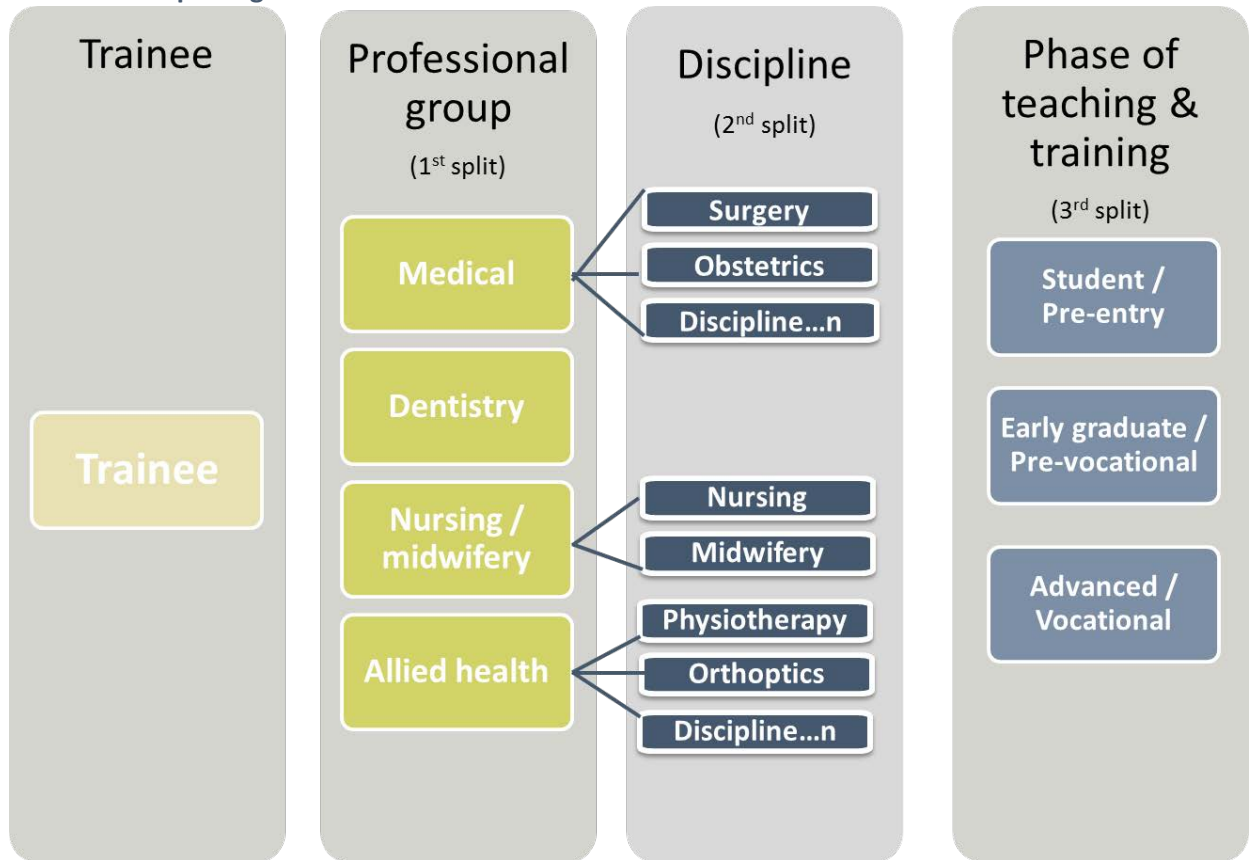 Trainee
Trainee
Professional
group
(1st split)
Medical
Dentistry
Nursing /
midwifery
Allied health
Discipline
(2nd split)
Surgery
Obstetrics
Discipline...n
Nursing
Midwifery
Physiotherapy
Orthoptics
Discipline...n
Phase of
teaching &
training
(3rd split)
Student /
Pre-entry
Early graduate /
Pre-vocational
Advanced /
Vocational